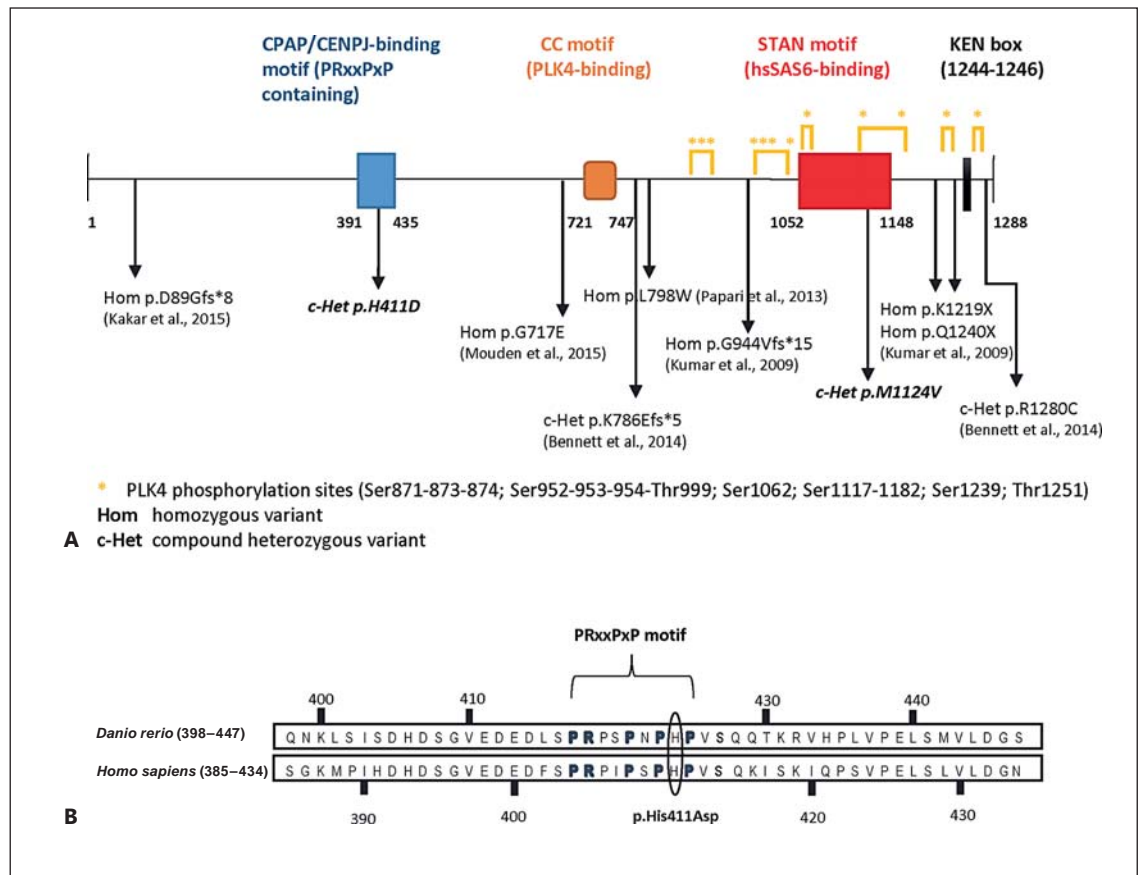 CPAP/CENPJ-binding
motif (PRxxPxP
containing)
CC motif
(PLK4-binding)
STAN motif
(hsSAS6-binding)
KEN box
(1244-1246)
* *** *** * * * * *
1 391 435 721 747 1052 1148 1288
Hom p.D89Gfs*8
(Kakar et al., 2015)
c-Het p.H411D
Hom p.G717E
(Mouden et al., 2015)
c-Het p.K786Efs*5
(Bennett et al., 2014)
Hom p.L798W (Papari et al., 2013)
Hom p.G944Vfs*15
(Kumar et al., 2009)
c-Het p.M1124V
Hom p.K1219X
Hom p.Q1240X
(Kumar et al., 2009)
c-Het p.R1280C
(Bennett et al., 2014)
* PLK4 phosphorylation sites (Ser871-873-874; Ser952-953-954-Thr999; Ser1062; Ser1117-1182; Ser1239; Thr1251)
Hom homozygous variant
A c-Het compound heterozygous variant
PRxxPxP motif
400 410 430 440
Danio rerio (398–447) QNKLSISDHDSGVEDEDLSPRPSPNPHPVSQQTKRVHPLVPELSMVLDGS
Homo sapiens (385–434) SGKMPIHDHDSGVEDEDFSPRPIPSPHPVSQKISKIQPSVPELSLVLDGN
390 400 p.His411Asp 420 430
B